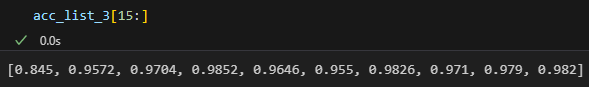 acc_list_3[15:]
✓ 0.0s
[0.845, 0.9572, 0.9704, 0.9852, 0.9646, 0.955, 0.9826, 0.971, 0.979, 0.982]